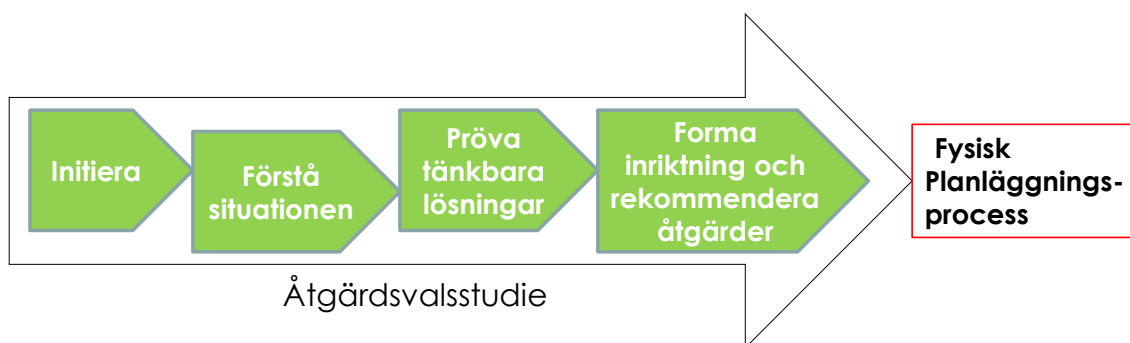 Initiera
Förstå
situationen
Pröva
tänkbara
lösningar
Forma
inriktning och
rekommendera
åtgärder
Fysisk
Planläggnings-
process
Åtgärdsvalsstudie